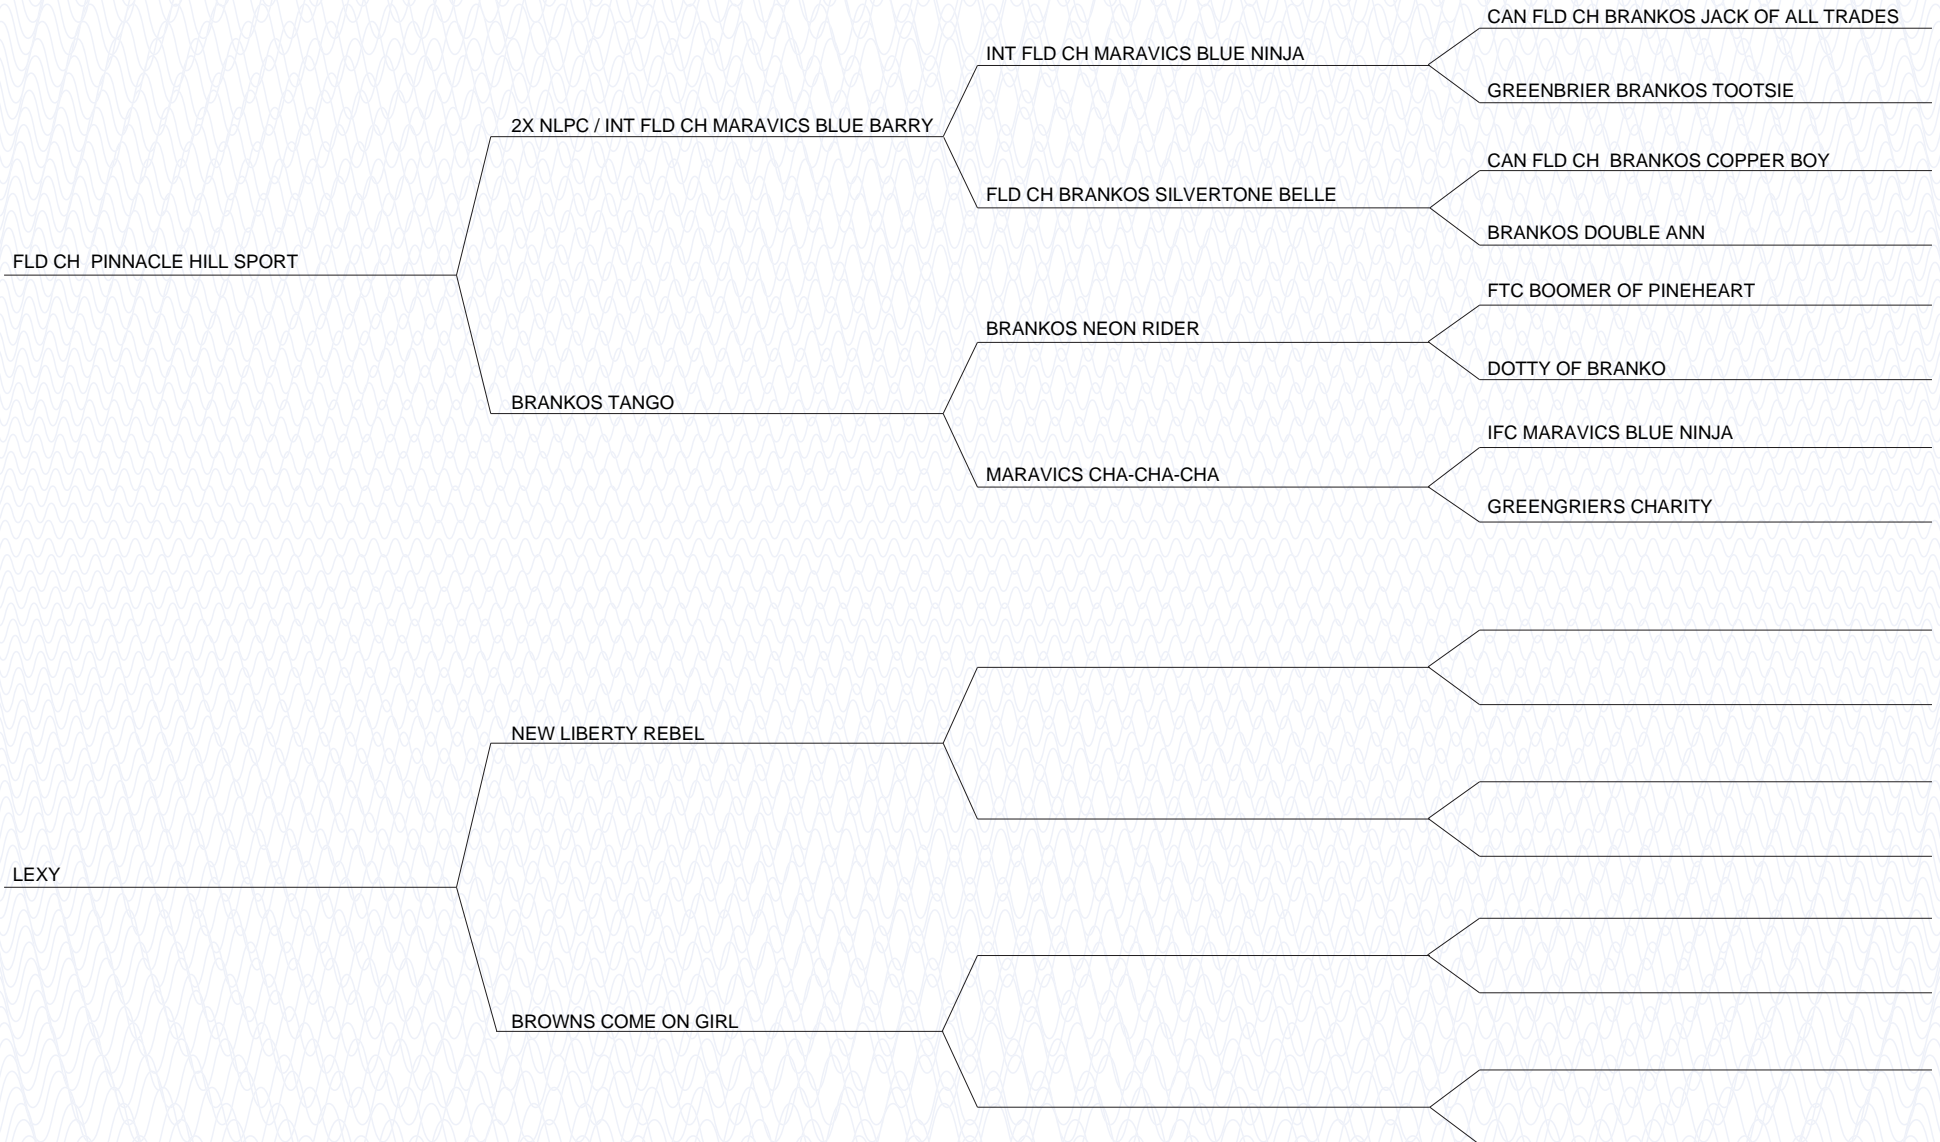 CAN FLD CH BRANKOS JACK OF ALL TRADES
INT FLD CH MARAVICS BLUE NINJA
GREENBRIER BRANKOS TOOTSIE
2X NLPC / INT FLD CH MARAVICS BLUE BARRY
CAN FLD CH  BRANKOS COPPER BOY
FLD CH BRANKOS SILVERTONE BELLE
BRANKOS DOUBLE ANN
FLD CH  PINNACLE HILL SPORT
FTC BOOMER OF PINEHEART
BRANKOS NEON RIDER
DOTTY OF BRANKO
BRANKOS TANGO
IFC MARAVICS BLUE NINJA
MARAVICS CHA-CHA-CHA
GREENGRIERS CHARITY
NEW LIBERTY REBEL
LEXY
BROWNS COME ON GIRL